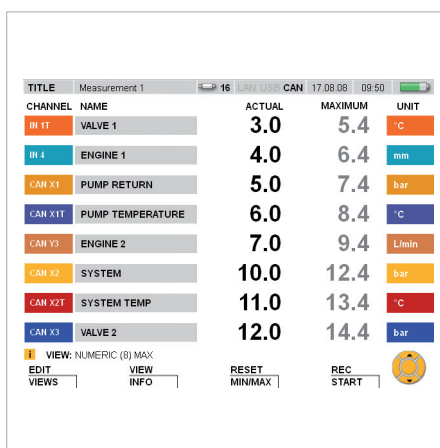 TITLE Measurement 1 16 LAN USB CAN 17.08.08 09:50
CHANNEL NAME ACTUAL MAXIMUM UNIT
IN 1T VALVE 1 3.0 5.4 °C
IN 4 ENGINE 1 4.0 6.4 mm
CAN X1 PUMP RETURN 5.0 7.4 bar
CAN X1T PUMP TEMPERATURE 6.0 8.4 °C
CAN Y3 ENGINE 2 7.0 9.4 L/min
CAN X2 SYSTEM 10.0 12.4 bar
CAN X2T SYSTEM TEMP 11.0 13.4 °C
CAN X3 VALVE 2 12.0 14.4 bar
i VIEW: NUMERIC (8) MAX
EDIT VIEW RESET REC
VIEWS INFO MIN/MAX START